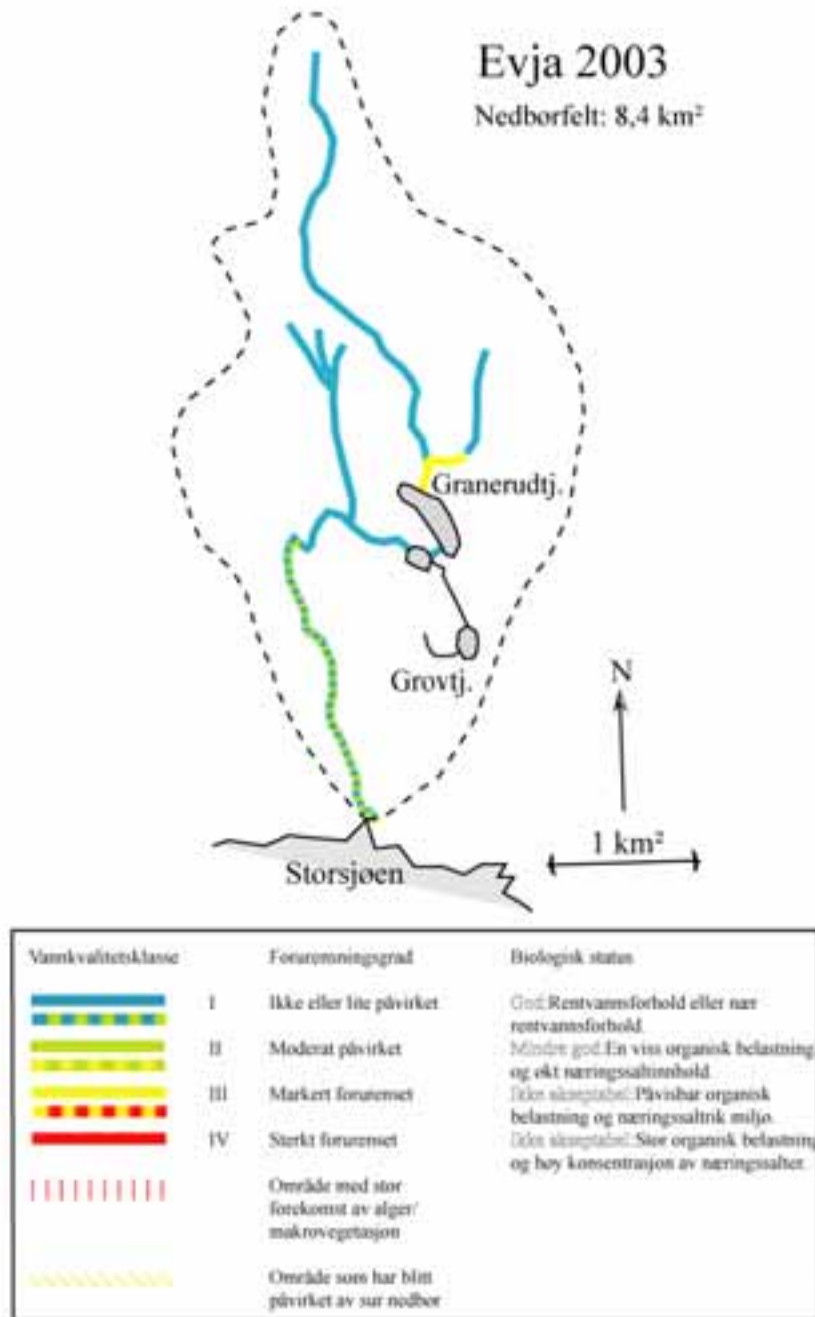 Evja 2003
Nedbørfelt: 8,4 km²
Granerudtj.
Grovtj.
N
1 km²
Storsjøen
Vannkvalitetsklasse Forurensningsgrad Biologisk status
I Ikke eller lite påvirket God:Rentvannsforhold eller nær
rentvannsforhold.
II Moderat påvirket Mindre god:En viss organisk belastning
og økt næringssaltinnhold.
III Markert forurenset Ikke akseptabel:Påvisbar organisk
belastning og næringssaltrik miljø.
IV Sterkt forurenset Ikke akseptabel:Stor organisk belastning
og høy konsentrasjon av næringssalter.
Område med stor
forekomst av alger/
makrovegetasjon
Område som har blitt
påvirket av sur nedbør